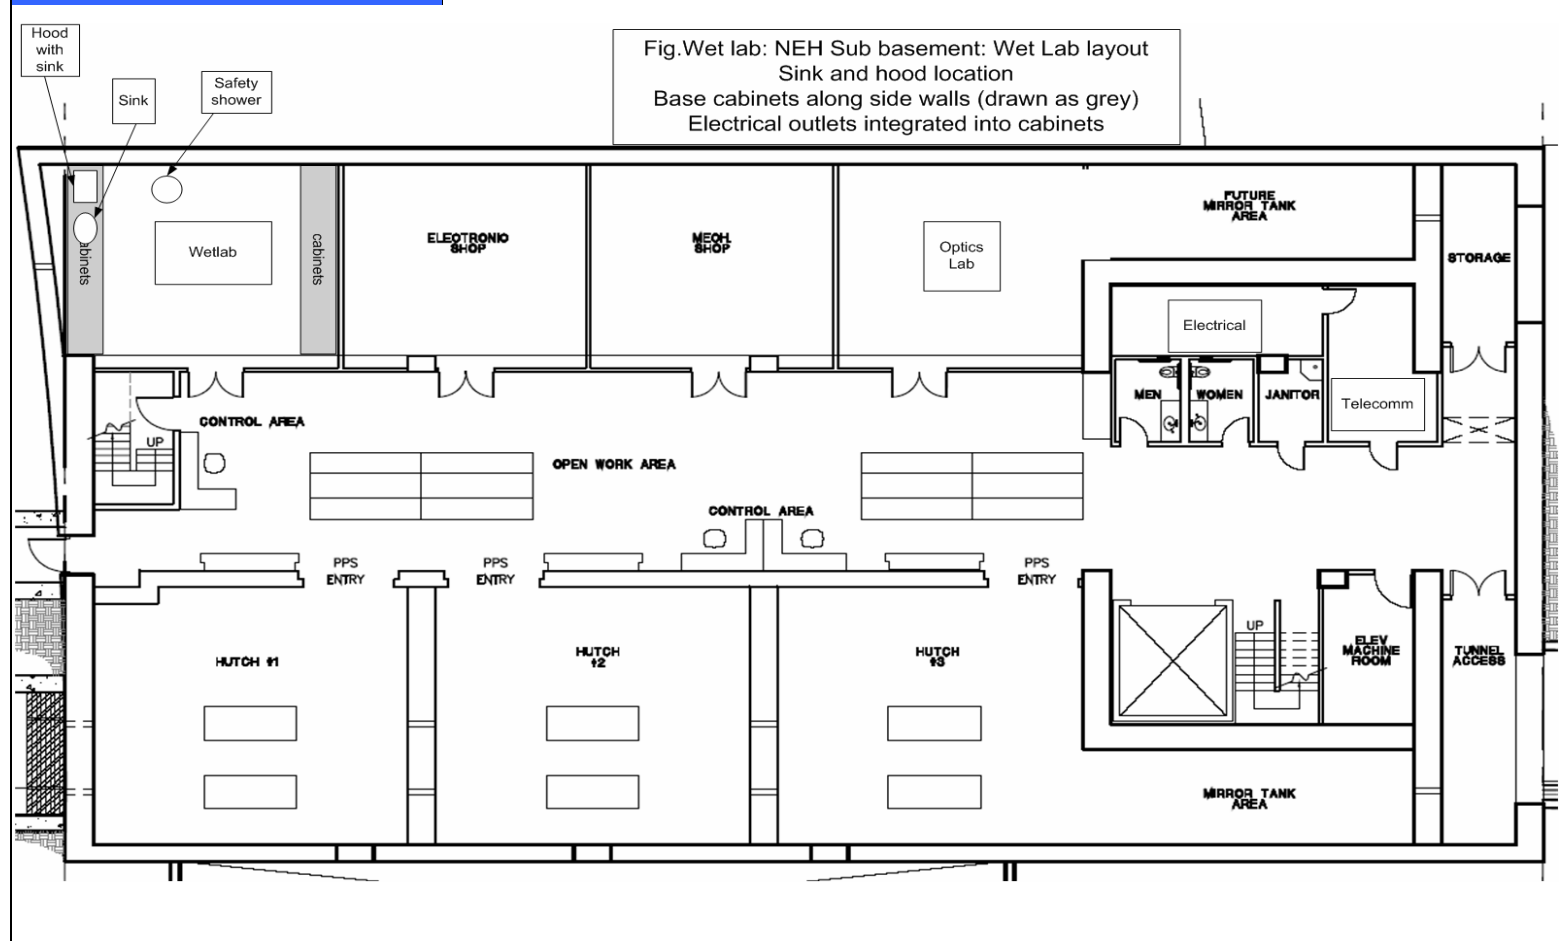 Hood
with
sink
Sink
Safety
shower
Fig.Wet lab: NEH Sub basement: Wet Lab layout
Sink and hood location
Base cabinets along side walls (drawn as grey)
Electrical outlets integrated into cabinets
abinets
Wetlab
cabinets
ELECTRONIC
SHOP
MECH.
SHOP
Optics
Lab
FUTURE
MIRROR TANK
AREA
STORAGE
Electrical
MEN
WOMEN
JANITOR
Telecomm
CONTROL AREA
UP
OPEN WORK AREA
CONTROL AREA
PPS
ENTRY
PPS
ENTRY
PPS
ENTRY
HUTCH #1
HUTCH
#2
HUTCH
#3
UP
ELEV
MACHINE
ROOM
TUNNEL
ACCESS
MIRROR TANK
AREA